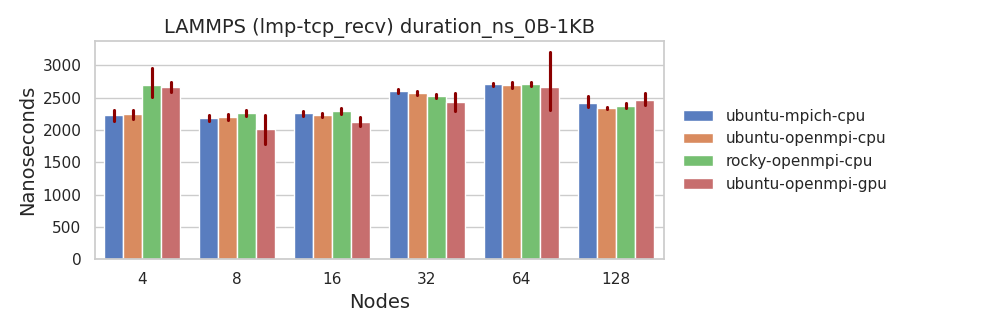 LAMMPS (lmp-tcp_recv) duration_ns_0B-1KB
Nanoseconds
3000
2500
2000
1500
1000
500
0
4 8 16 32 64 128
Nodes
ubuntu-mpich-cpu
ubuntu-openmpi-cpu
rocky-openmpi-cpu
ubuntu-openmpi-gpu